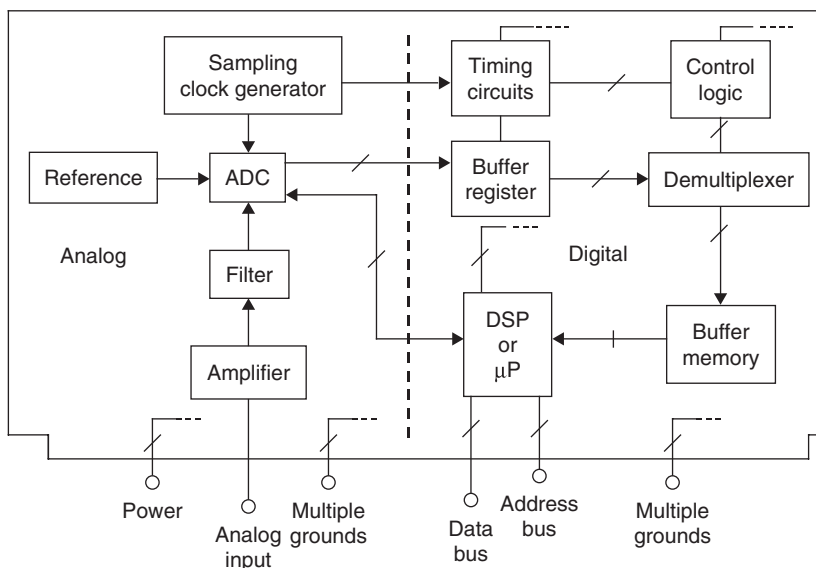 Sampling
clock generator
Timing
circuits
Control
logic
Reference
ADC
Buffer
register
Demultiplexer
Analog
Filter
Digital
DSP
or
μP
Buffer
memory
Amplifier
Power
Analog
input
Multiple
grounds
Data
bus
Address
bus
Multiple
grounds